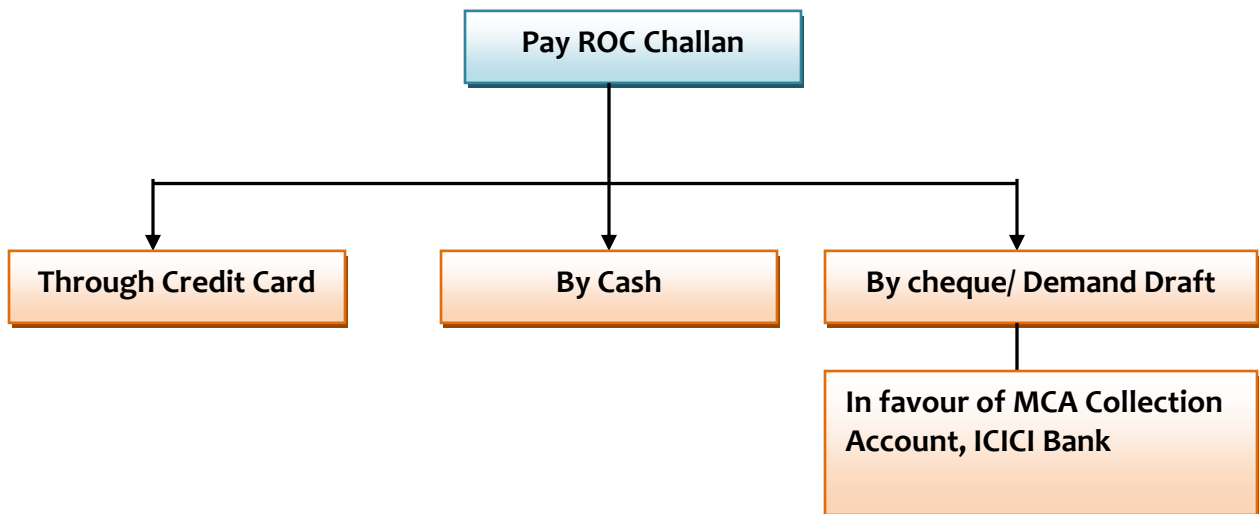 Pay ROC Challan
Through Credit Card
By Cash
By cheque/ Demand Draft
In favour of MCA Collection
Account, ICICI Bank